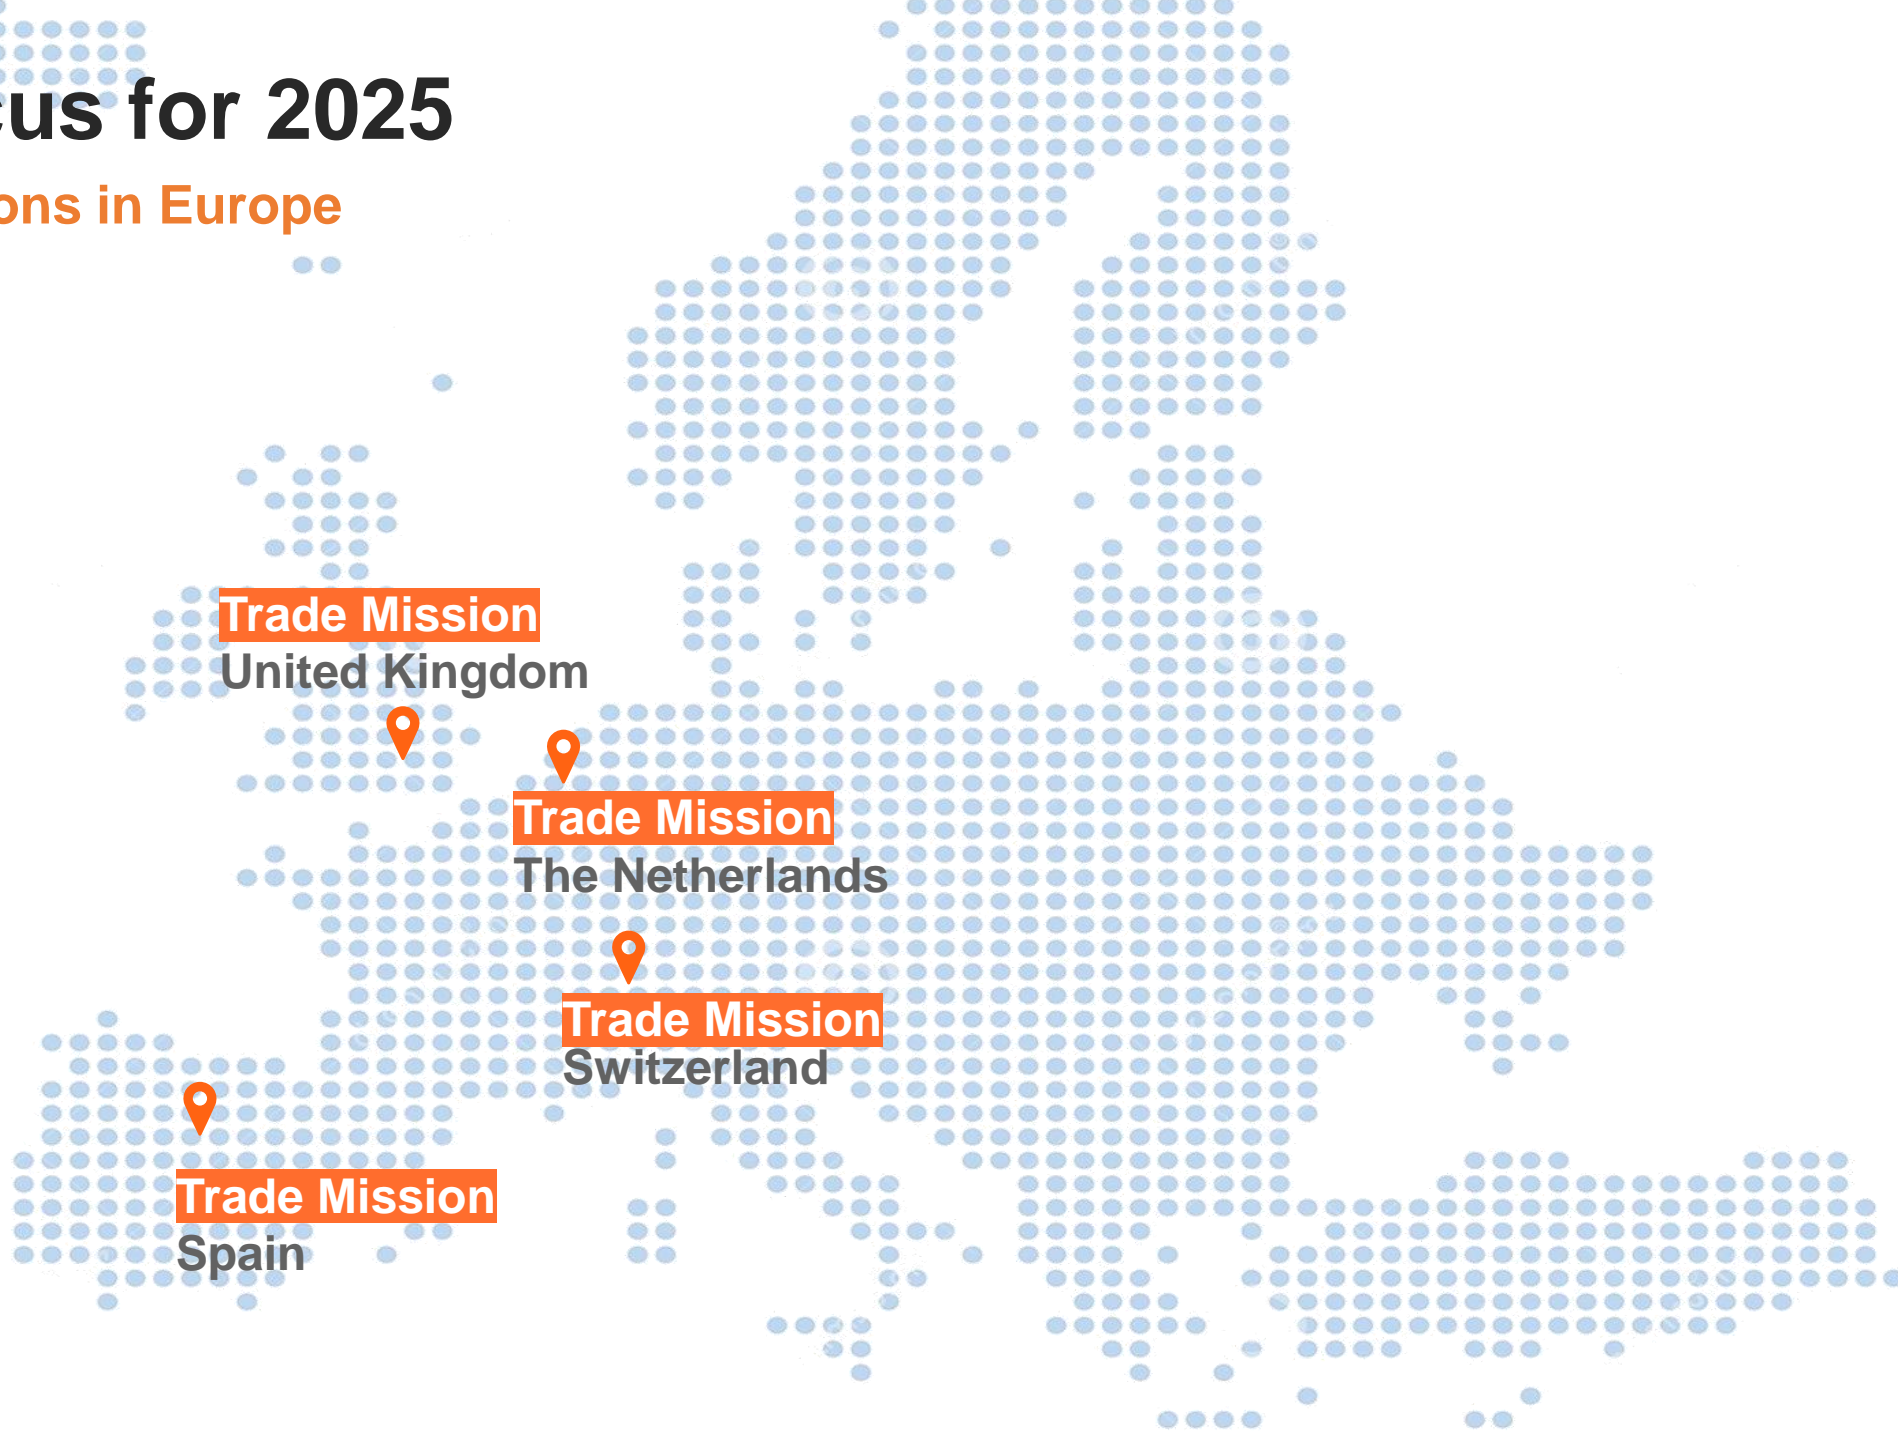 cus for 2025
ons in Europe
Trade Mission
United Kingdom
Trade Mission
The Netherlands
Trade Mission
Switzerland
Trade Mission
Spain